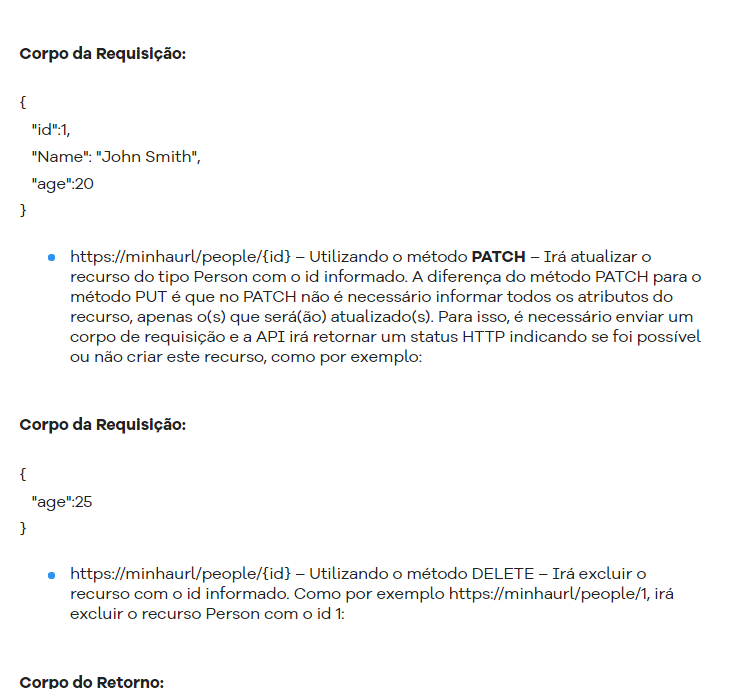 Corpo da Requisição:
{
"id":1,
"Name": "John Smith",
"age":20
}
https://minhaurl/people/{id} – Utilizando o método PATCH – Irá atualizar o
recurso do tipo Person com o id informado. A diferença do método PATCH para o
método PUT é que no PATCH não é necessário informar todos os atributos do
recurso, apenas o(s) que será(ão) atualizado(s). Para isso, é necessário enviar um
corpo de requisição e a API irá retornar um status HTTP indicando se foi possível
ou não criar este recurso, como por exemplo:
Corpo da Requisição:
{
"age":25
}
https://minhaurl/people/{id} – Utilizando o método DELETE – Irá excluir o
recurso com o id informado. Como por exemplo https://minhaurl/people/1, irá
excluir o recurso Person com o id 1:
Corpo do Retorno: